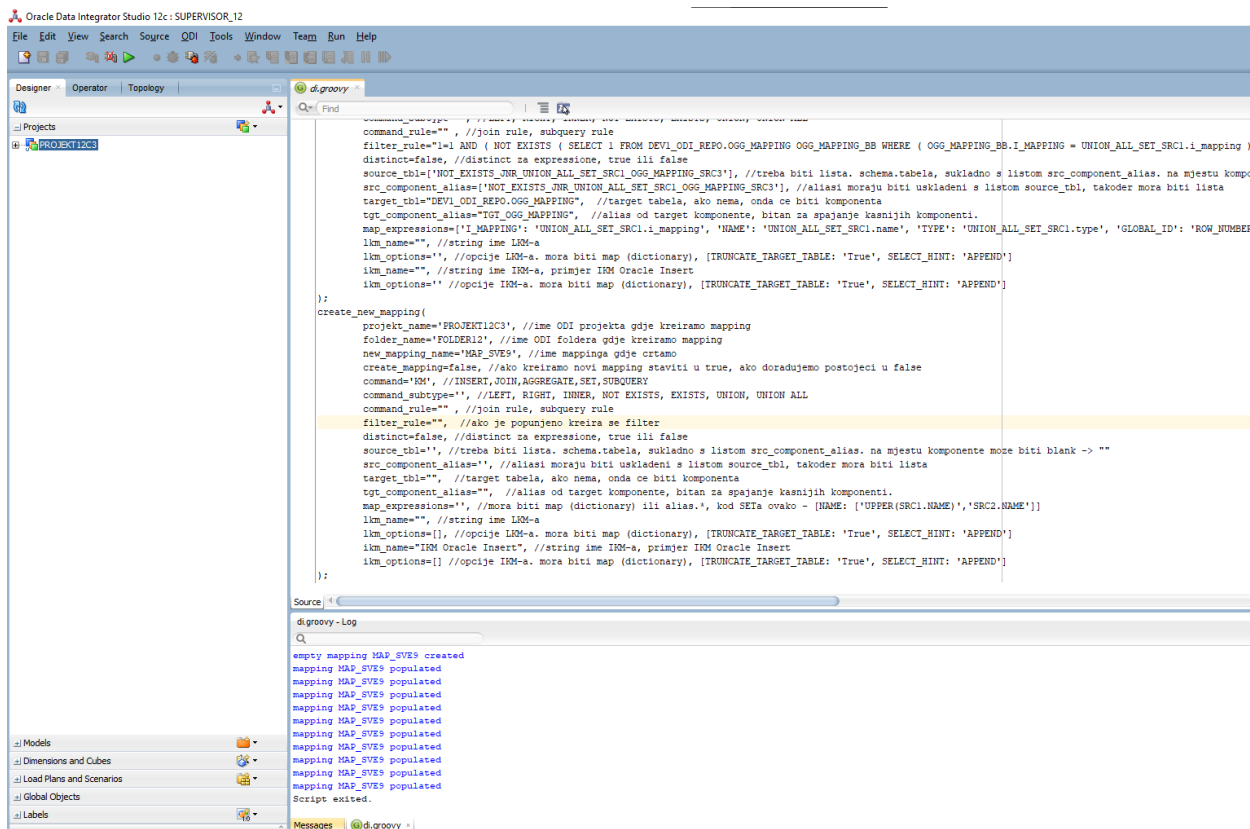 Oracle Data Integrator Studio 12c : SUPERVISOR_12
File Edit View Search Source ODI Tools Window Team Run Help
Designer Operator Topology
di.groovy
Find
Projects
PROJEKT12C3
command_rule="" , //join rule, subquery rule
filter_rule="1=1 AND ( NOT EXISTS ( SELECT 1 FROM DEV1_ODI_REPO.OGG_MAPPING OGG_MAPPING_BB WHERE ( OGG_MAPPING_BB.I_MAPPING = UNION_ALL_SET_SRC1.i_mapping )
distinct=false, //distinct za expressione, true ili false
source_tbl=['NOT_EXISTS_JNR_UNION_ALL_SET_SRC1_OGG_MAPPING_SRC3'], //treba biti lista. schema.tabela, sukladno s listom src_component_alias. na mjestu kompo
src_component_alias=['NOT_EXISTS_JNR_UNION_ALL_SET_SRC1_OGG_MAPPING_SRC3'], //aliasi moraju biti uskladeni s listom source_tbl, takoder mora biti lista
target_tbl="DEV1_ODI_REPO.OGG_MAPPING", //target tabela, ako nema, onda ce biti komponenta
tgt_component_alias="TGT_OGG_MAPPING", //alias od target komponente, bitan za spajanje kasnijih komponenti.
map_expressions=['I_MAPPING': 'UNION_ALL_SET_SRC1.i_mapping', 'NAME': 'UNION_ALL_SET_SRC1.name', 'TYPE': 'UNION_ALL_SET_SRC1.type', 'GLOBAL_ID': 'ROW_NUMBER
lkm_name="", //string ime LKM-a
lkm_options='', //opcije LKM-a. mora biti map (dictionary), [TRUNCATE_TARGET_TABLE: 'True', SELECT_HINT: 'APPEND']
ikm_name="", //string ime IKM-a, primjer IKM Oracle Insert
ikm_options='' //opcije IKM-a. mora biti map (dictionary), [TRUNCATE_TARGET_TABLE: 'True', SELECT_HINT: 'APPEND']
);
create_new_mapping(
projekt_name='PROJEKT12C3', //ime ODI projekta gdje kreiramo mapping
folder_name='FOLDER12', //ime ODI foldera gdje kreiramo mapping
new_mapping_name='MAP_SVE9', //ime mappinga gdje crtamo
create_mapping=false, //ako kreiramo novi mapping staviti u true, ako doradujemo postojeci u false
command='KM', //INSERT,JOIN,AGGREGATE,SET,SUBQUERY
command_subtype='', //LEFT, RIGHT, INNER, NOT EXISTS, EXISTS, UNION, UNION ALL
command_rule="" , //join rule, subquery rule
filter_rule="", //ako je popunjeno kreira se filter
distinct=false, //distinct za expressione, true ili false
source_tbl='', //treba biti lista. schema.tabela, sukladno s listom src_component_alias. na mjestu komponente moze biti blank -> ""
src_component_alias='', //aliasi moraju biti uskladeni s listom source_tbl, takoder mora biti lista
target_tbl="", //target tabela, ako nema, onda ce biti komponenta
tgt_component_alias="", //alias od target komponente, bitan za spajanje kasnijih komponenti.
map_expressions='', //mora biti map (dictionary) ili alias.*, kod SETa ovako - [NAME: ['UPPER(SRC1.NAME)','SRC2.NAME']]
lkm_name="", //string ime LKM-a
lkm_options=[], //opcije LKM-a. mora biti map (dictionary), [TRUNCATE_TARGET_TABLE: 'True', SELECT_HINT: 'APPEND']
ikm_name="IKM Oracle Insert", //string ime IKM-a, primjer IKM Oracle Insert
ikm_options=[] //opcije IKM-a. mora biti map (dictionary), [TRUNCATE_TARGET_TABLE: 'True', SELECT_HINT: 'APPEND']
);
Source
di.groovy - Log
empty mapping MAP_SVE9 created
mapping MAP_SVE9 populated
mapping MAP_SVE9 populated
mapping MAP_SVE9 populated
mapping MAP_SVE9 populated
mapping MAP_SVE9 populated
mapping MAP_SVE9 populated
mapping MAP_SVE9 populated
mapping MAP_SVE9 populated
mapping MAP_SVE9 populated
mapping MAP_SVE9 populated
Script exited.
Models
Dimensions and Cubes
Load Plans and Scenarios
Global Objects
Labels
Messages di.groovy